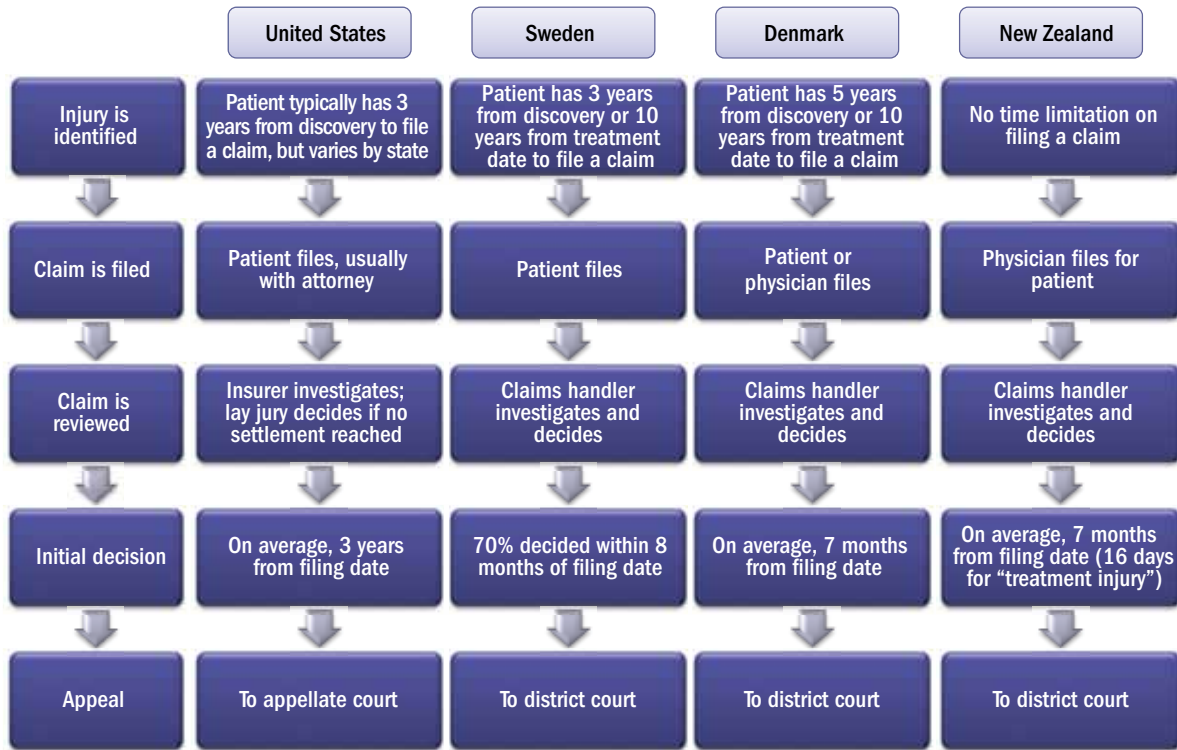 United States
Sweden
Denmark
New Zealand
Injury is
identified
Patient typically has 3
years from discovery to file
a claim, but varies by state
Patient has 3 years
from discovery or 10
years from treatment
date to file a claim
Patient has 5 years
from discovery or 10
years from treatment
date to file a claim
No time limitation on
filing a claim
Claim is filed
Patient files, usually
with attorney
Patient files
Patient or
physician files
Physician files for
patient
Claim is
reviewed
Insurer investigates;
lay jury decides if no
settlement reached
Claims handler
investigates and
decides
Claims handler
investigates and
decides
Claims handler
investigates and
decides
Initial decision
On average, 3 years
from filing date
70% decided within 8
months of filing date
On average, 7 months
from filing date
On average, 7 months
from filing date (16 days
for “treatment injury”)
Appeal
To appellate court
To district court
To district court
To district court